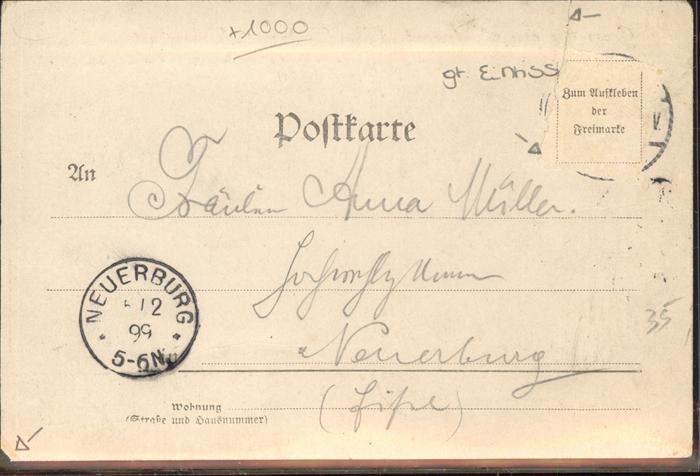 +1000
gr. Einriss
Zum Aufkleben
der
Freimarke
Postkarte
An
Fräulein Anna Müller.
Neuerburg
(Eifel)
NEUERBURG
12
99
5-6N
35
Wohnung
(Straße und Hausnummer)